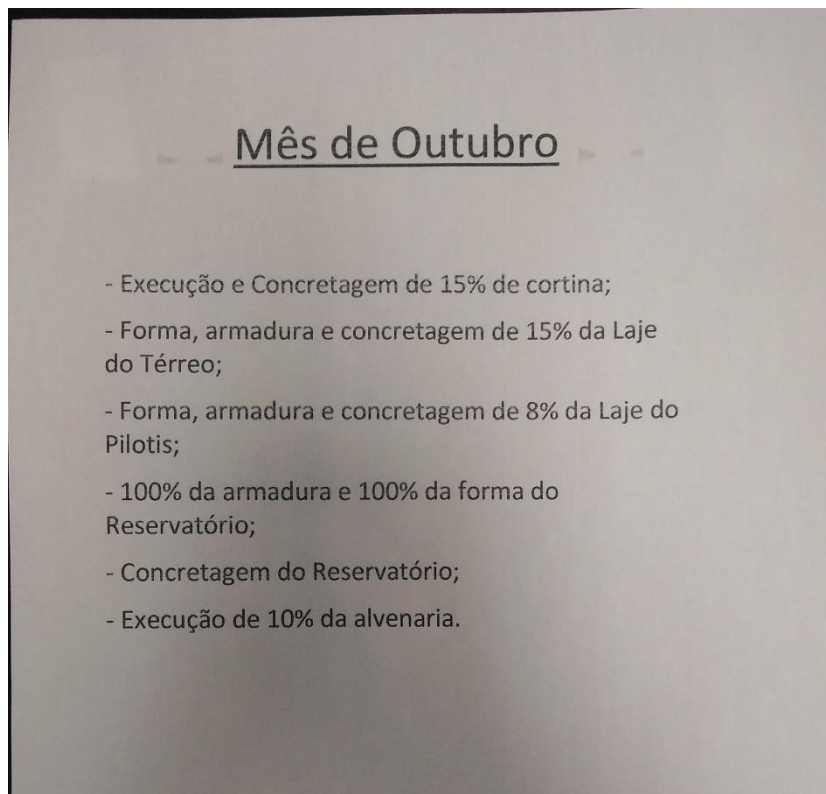 Mês de Outubro
- Execução e Concretagem de 15% de cortina;
- Forma, armadura e concretagem de 15% da Laje
do Térreo;
- Forma, armadura e concretagem de 8% da Laje do
Pilotis;
- 100% da armadura e 100% da forma do
Reservatório;
- Concretagem do Reservatório;
- Execução de 10% da alvenaria.